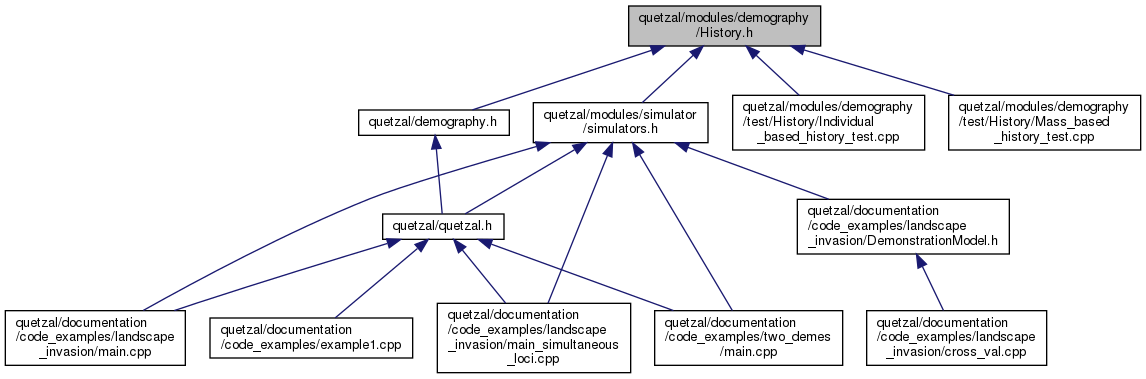 quetzal/modules/demography
/History.h
quetzal/demography.h
quetzal/modules/simulator
/simulators.h
quetzal/modules/demography
/test/History/Individual
_based_history_test.cpp
quetzal/modules/demography
/test/History/Mass_based
_history_test.cpp
quetzal/quetzal.h
quetzal/documentation
/code_examples/landscape
_invasion/DemonstrationModel.h
quetzal/documentation
/code_examples/landscape
_invasion/main.cpp
quetzal/documentation
/code_examples/example1.cpp
quetzal/documentation
/code_examples/landscape
_invasion/main_simultaneous
_loci.cpp
quetzal/documentation
/code_examples/two_demes
/main.cpp
quetzal/documentation
/code_examples/landscape
_invasion/cross_val.cpp